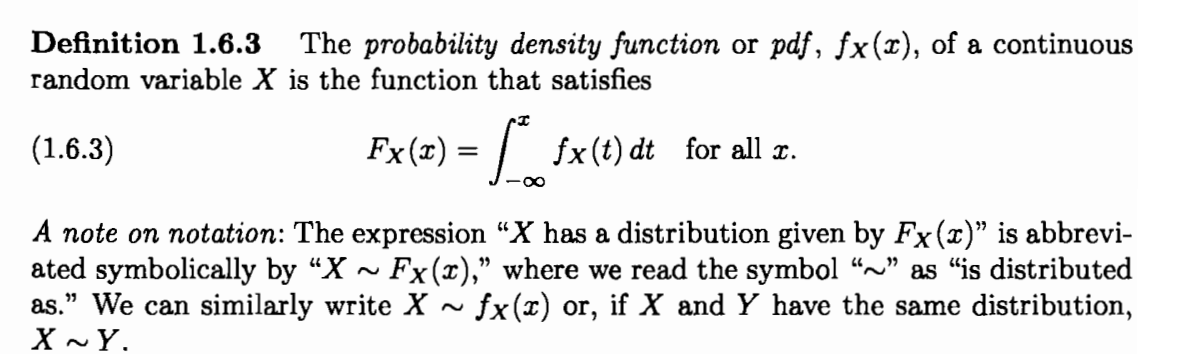 Definition 1.6.3 The probability density function or pdf, f_X(x), of a continuous
random variable X is the function that satisfies
(1.6.3) F_X(x) = ∫_{-∞}^{x} f_X(t) dt for all x.
A note on notation: The expression “X has a distribution given by F_X(x)” is abbrevi-
ated symbolically by “X ∼ F_X(x),” where we read the symbol “∼” as “is distributed
as.” We can similarly write X ∼ f_X(x) or, if X and Y have the same distribution,
X ∼ Y.